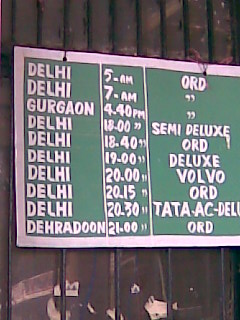 DELHI 5-AM ORD
DELHI 7-AM "
GURGAON 4.40PM "
DELHI 18.00 " SEMI DELUXE
DELHI 18-40 " ORD
DELHI 19-00 " DELUXE
DELHI 20.00 " VOLVO
DELHI 20.15 " ORD
DELHI 20-30 " TATA-AC-DELU
DEHRADOON 21-00 " ORD